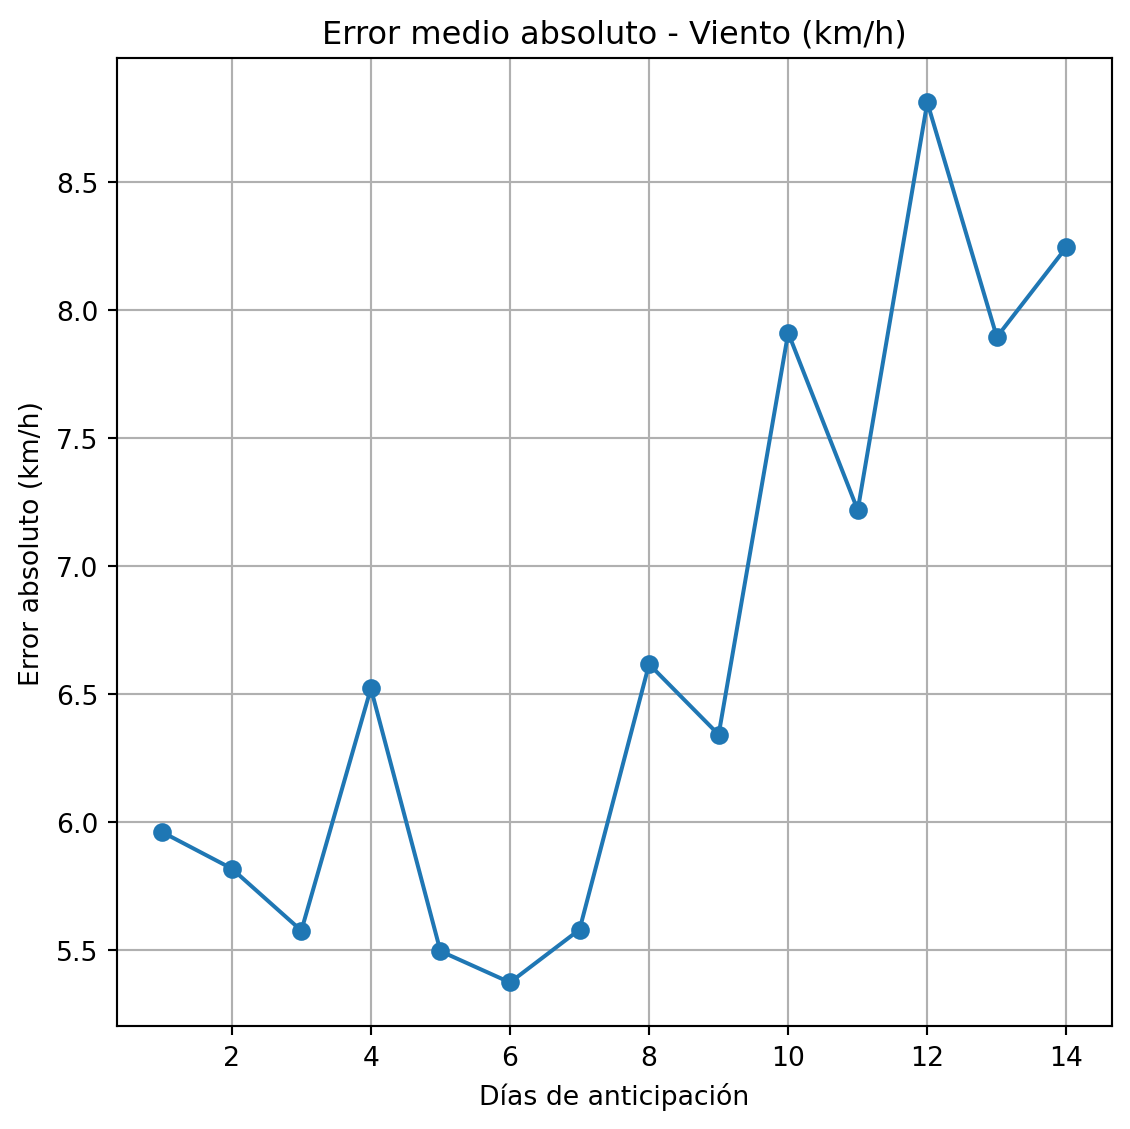 Error medio absoluto - Viento (km/h)
Error absoluto (km/h)
8.5
8.0
7.5
7.0
6.5
6.0
5.5
2 4 6 8 10 12 14
Días de anticipación